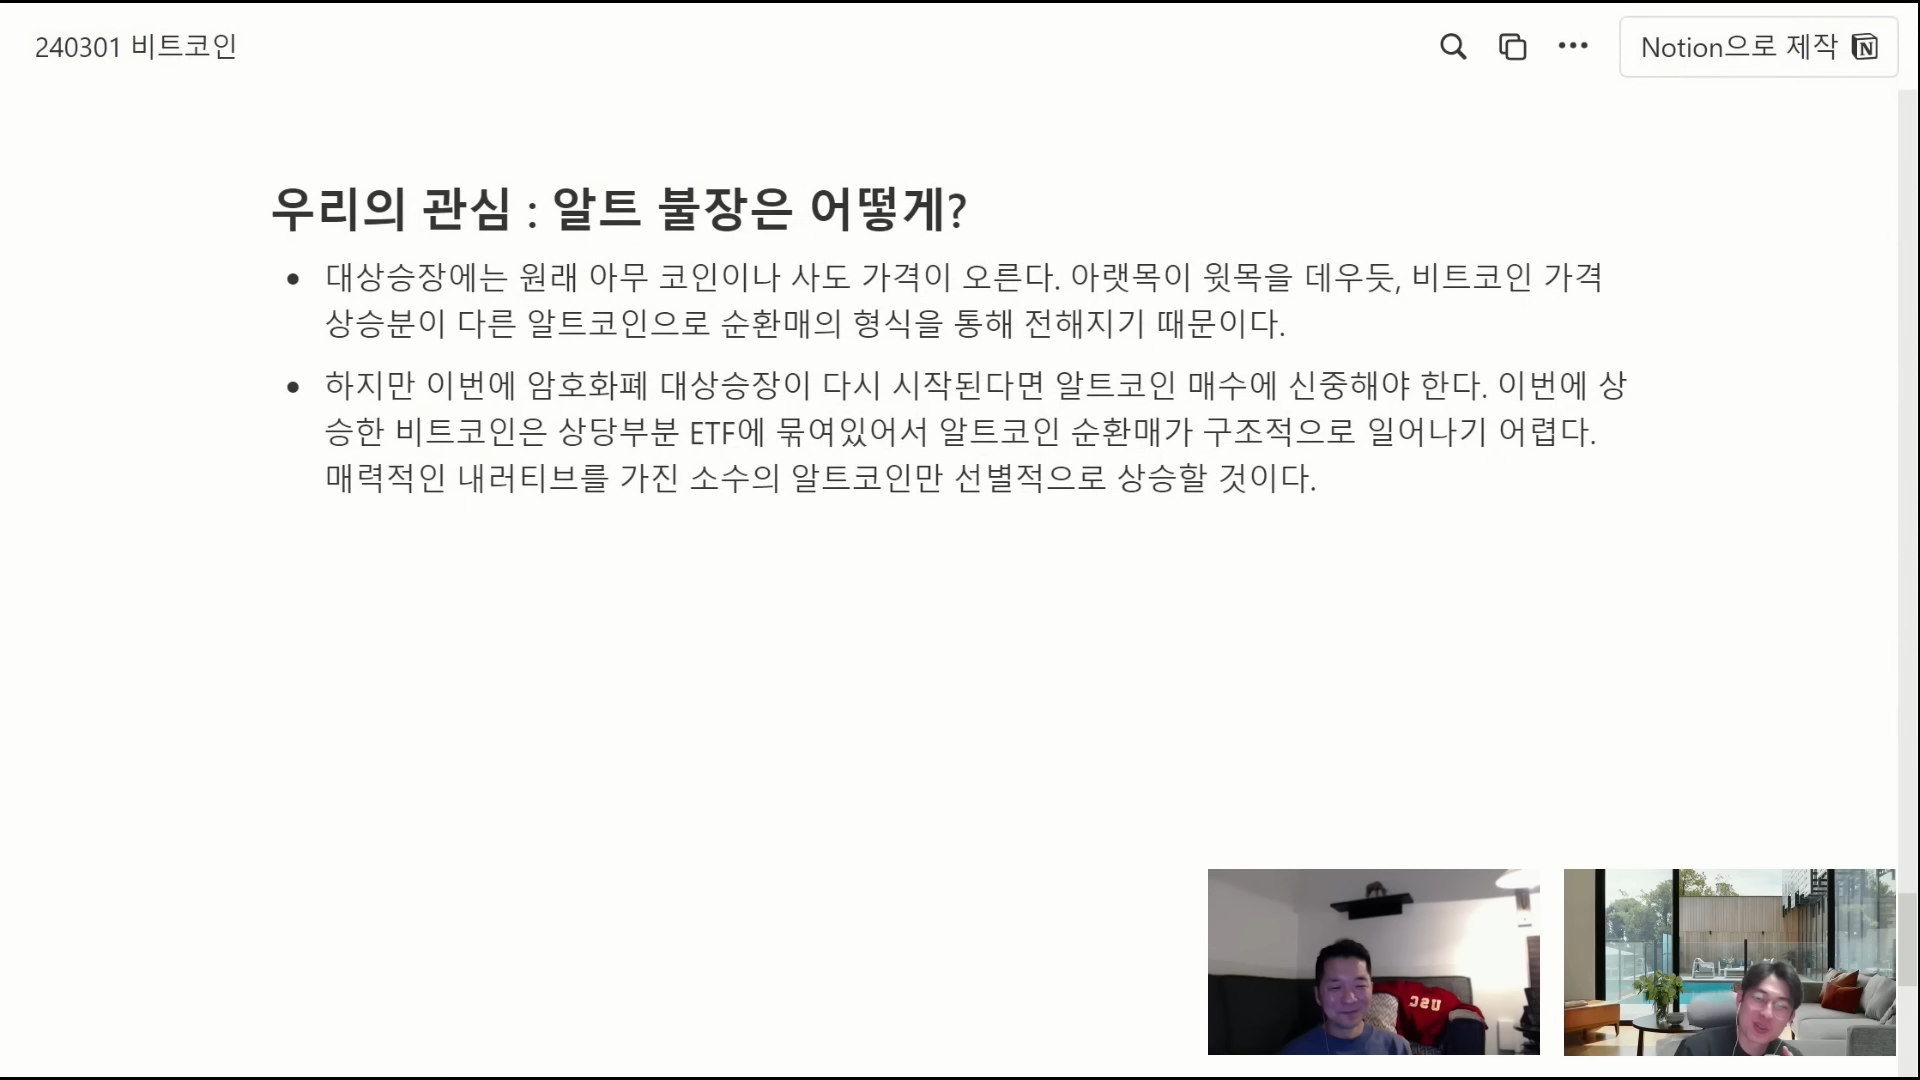 240301 비트코인
Notion으로 제작
우리의 관심 : 알트 불장은 어떻게?
대상승장에는 원래 아무 코인이나 사도 가격이 오른다. 아랫목이 윗목을 데우듯, 비트코인 가격
상승분이 다른 알트코인으로 순환매의 형식을 통해 전해지기 때문이다.
하지만 이번에 암호화폐 대상승장이 다시 시작된다면 알트코인 매수에 신중해야 한다. 이번에 상
승한 비트코인은 상당부분 ETF에 묶여있어서 알트코인 순환매가 구조적으로 일어나기 어렵다.
매력적인 내러티브를 가진 소수의 알트코인만 선별적으로 상승할 것이다.
USC